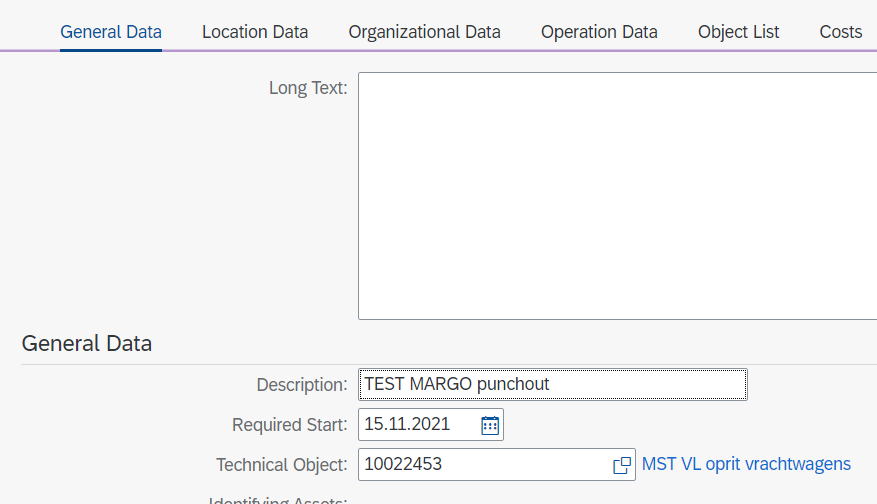 General Data Location Data Organizational Data Operation Data Object List Costs
Long Text:
General Data
Description: TEST MARGO punchout
Required Start: 15.11.2021
Technical Object: 10022453 MST VL oprit vrachtwagens
Identifying Assets: